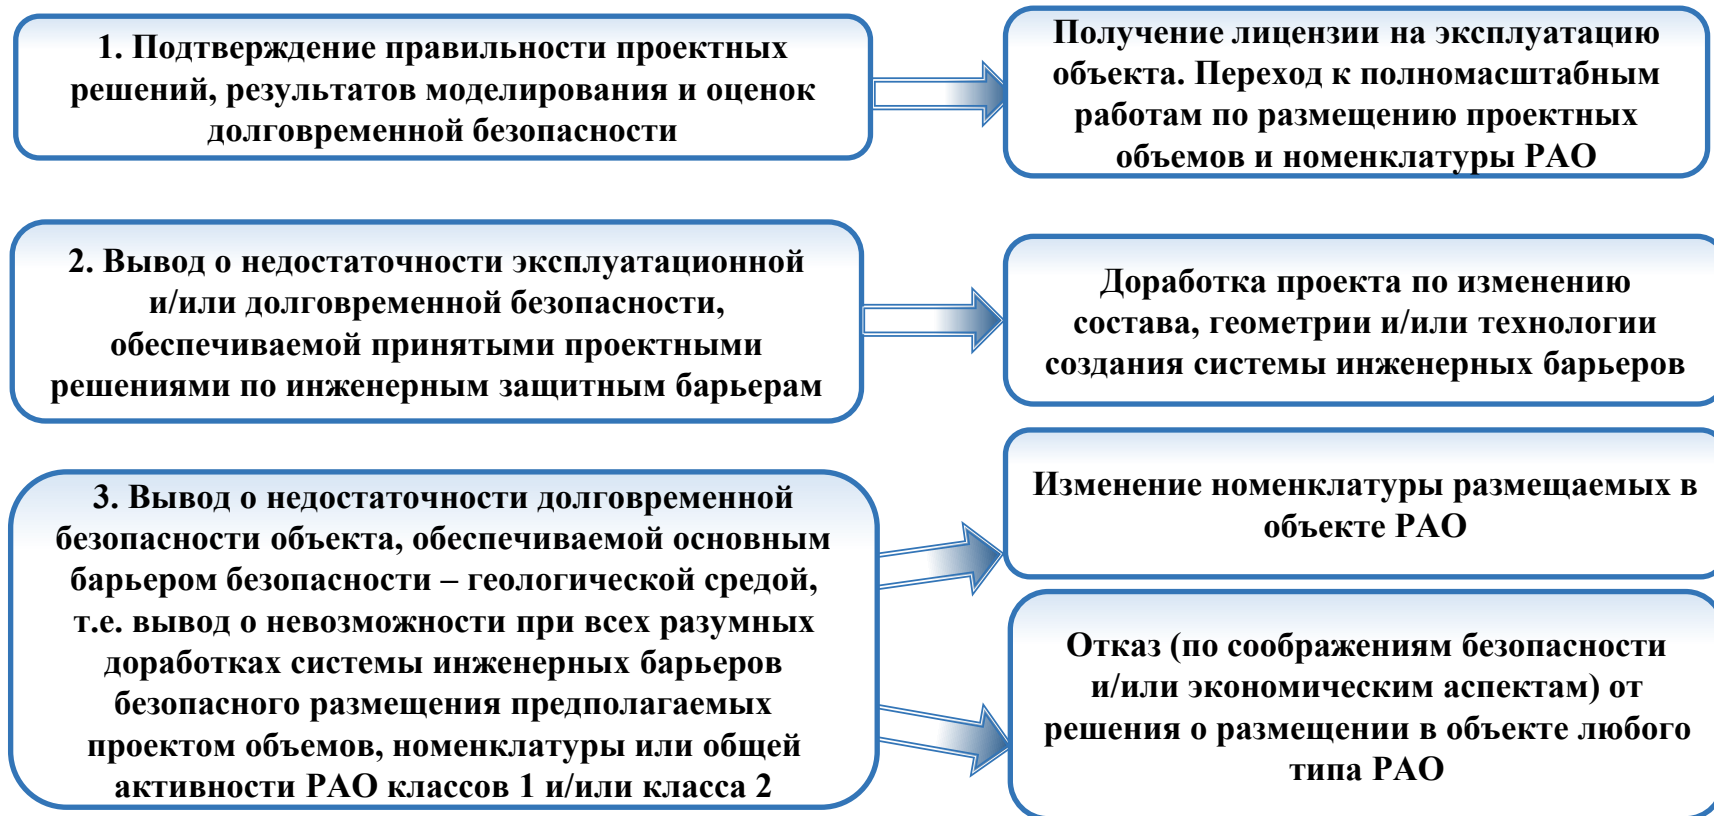 1. Подтверждение правильности проектных
решений, результатов моделирования и оценок
долговременной безопасности
Получение лицензии на эксплуатацию
объекта. Переход к полномасштабным
работам по размещению проектных
объемов и номенклатуры РАО
2. Вывод о недостаточности эксплуатационной
и/или долговременной безопасности,
обеспечиваемой принятыми проектными
решениями по инженерным защитным барьерам
Доработка проекта по изменению
состава, геометрии и/или технологии
создания системы инженерных барьеров
3. Вывод о недостаточности долговременной
безопасности объекта, обеспечиваемой основным
барьером безопасности – геологической средой,
т.е. вывод о невозможности при всех разумных
доработках системы инженерных барьеров
безопасного размещения предполагаемых
проектом объемов, номенклатуры или общей
активности РАО классов 1 и/или класса 2
Изменение номенклатуры размещаемых в
объекте РАО
Отказ (по соображениям безопасности
и/или экономическим аспектам) от
решения о размещении в объекте любого
типа РАО